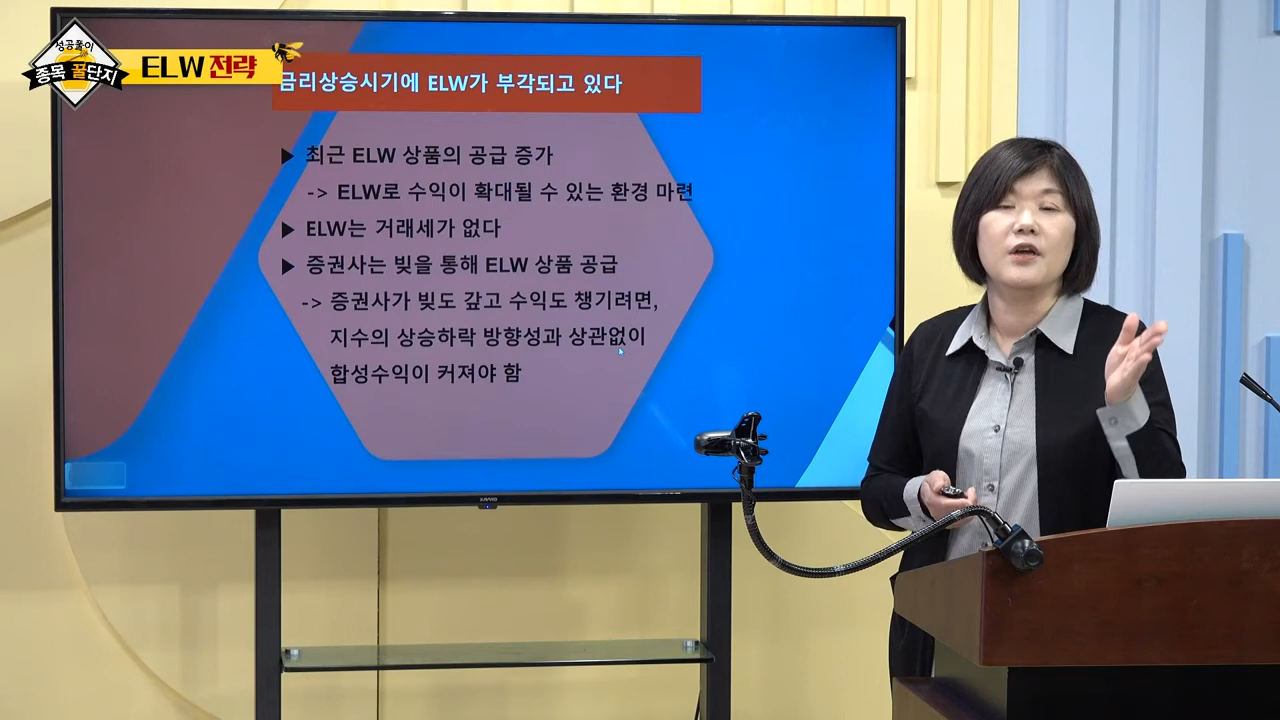 성공풀이
종목 꿀단지
ELW전략
금리상승시기에 ELW가 부각되고 있다
▶ 최근 ELW 상품의 공급 증가
-> ELW로 수익이 확대될 수 있는 환경 마련
▶ ELW는 거래세가 없다
▶ 증권사는 빚을 통해 ELW 상품 공급
-> 증권사가 빚도 갚고 수익도 챙기려면,
지수의 상승하락 방향성과 상관없이
합성수익이 커져야 함